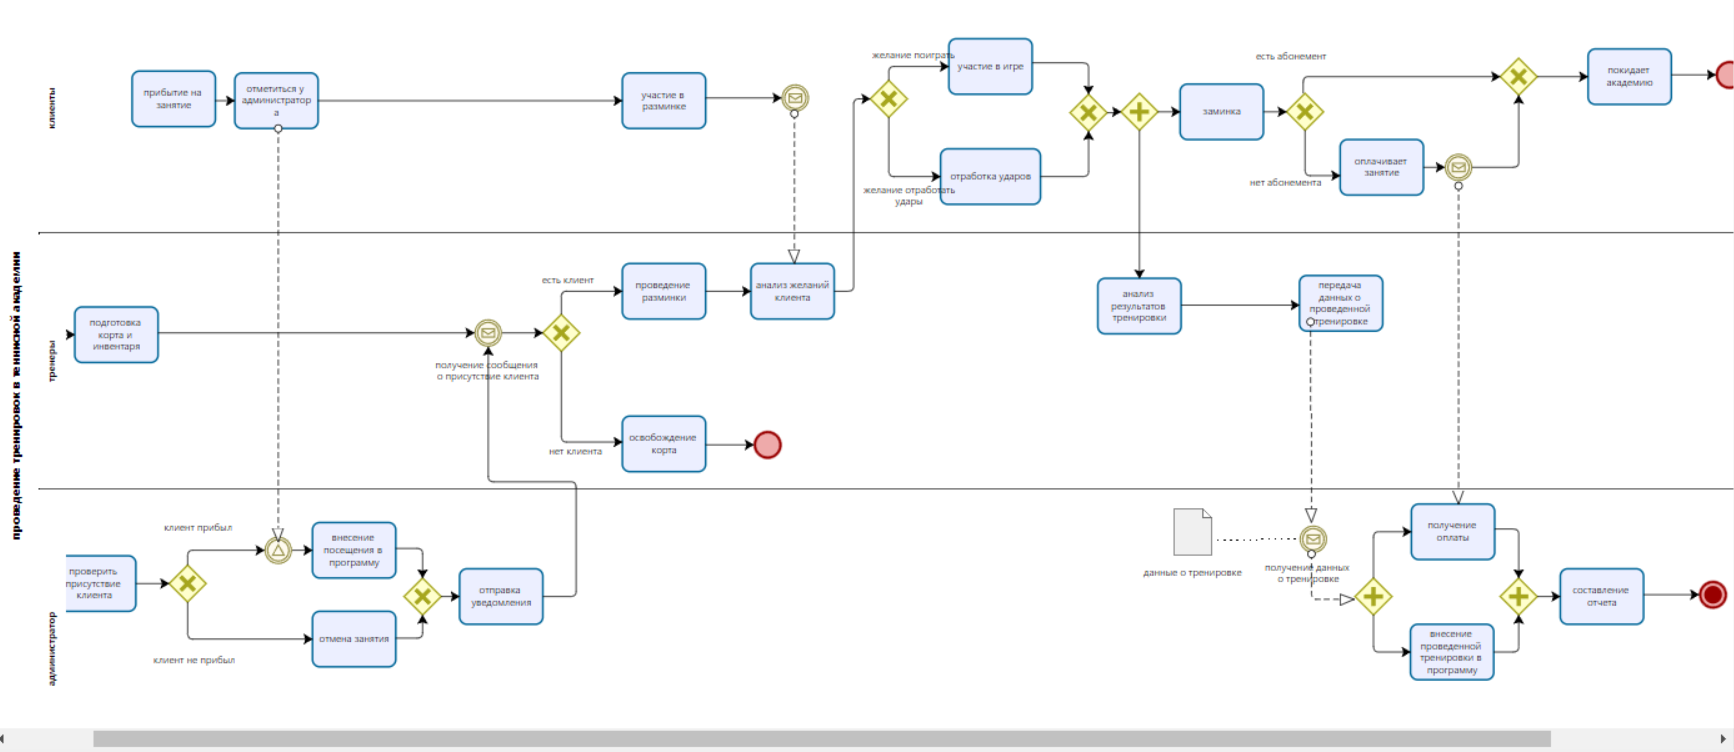 проведение тренировок в теннисной академии
клиенты
прибытие на
занятие
отметиться у
администратор
а
участие в
разминке
желание поиграть
участие в игре
желание отработать
удары
отработка ударов
заминка
есть абонемент
нет абонемента
оплачивает
занятие
покидает
академию
тренеры
подготовка
корта и
инвентаря
получение сообщения
о присутствие клиента
есть клиент
нет клиента
проведение
разминки
анализ желаний
клиента
освобождение
корта
анализ
результатов
тренировки
передача
данных о
проведенной
тренировке
администратор
проверить
присутствие
клиента
клиент прибыл
клиент не прибыл
внесение
посещения в
программу
отмена занятия
отправка
уведомления
данные о тренировке
получение данных
о тренировке
получение
оплаты
внесение
проведенной
тренировки в
программу
составление
отчета